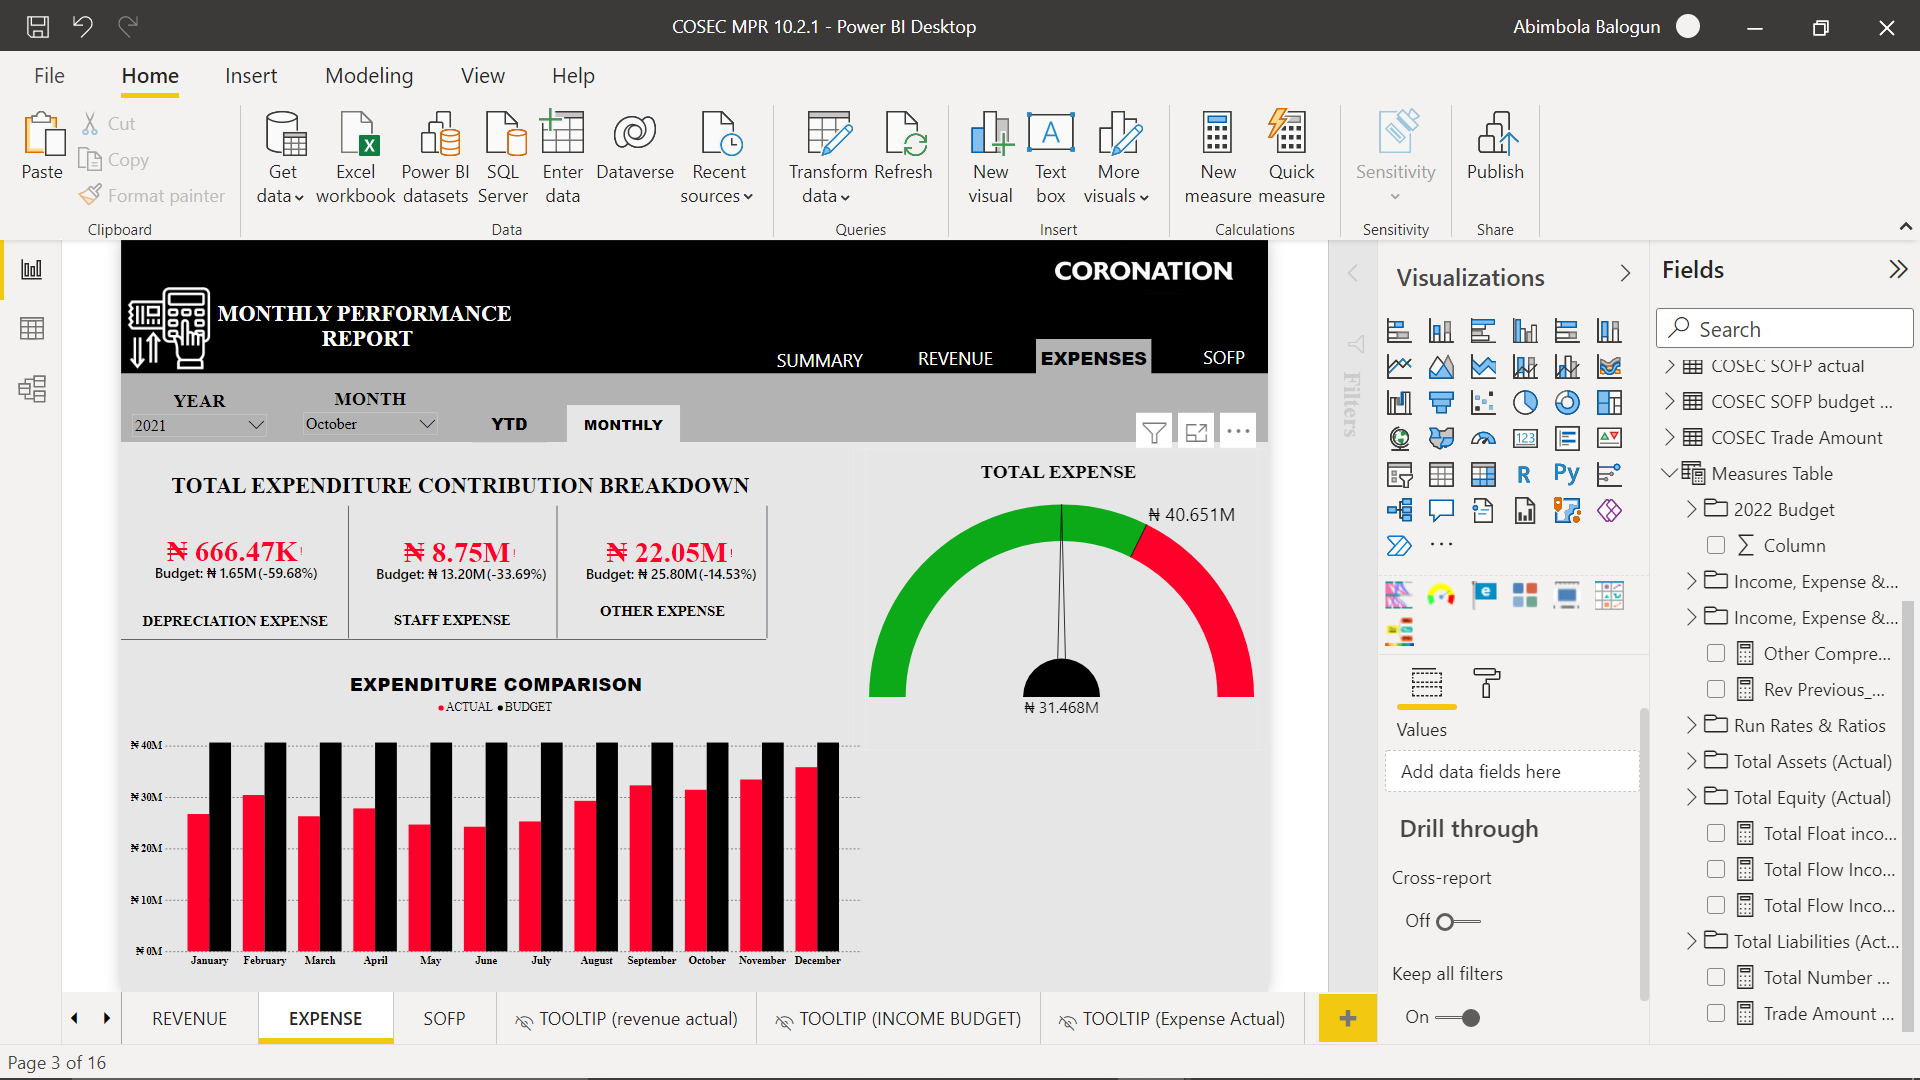 COSEC MPR 10.2.1 - Power BI Desktop
Abimbola Balogun
File Home Insert Modeling View Help
Paste
Cut
Copy
Format painter
Clipboard
Get data
Excel workbook
Power BI datasets
SQL Server
Enter data
Dataverse
Recent sources
Data
Transform data
Refresh
Queries
New visual
Text box
More visuals
Insert
New measure
Quick measure
Calculations
Sensitivity
Sensitivity
Publish
Share
CORONATION
MONTHLY PERFORMANCE
REPORT
SUMMARY REVENUE EXPENSES SOFP
YEAR
2021
MONTH
October
YTD
MONTHLY
TOTAL EXPENDITURE CONTRIBUTION BREAKDOWN
₦ 666.47K!
Budget: ₦ 1.65M (-59.68%)
DEPRECIATION EXPENSE
₦ 8.75M!
Budget: ₦ 13.20M (-33.69%)
STAFF EXPENSE
₦ 22.05M!
Budget: ₦ 25.80M (-14.53%)
OTHER EXPENSE
TOTAL EXPENSE
₦ 40.651M
₦ 31.468M
EXPENDITURE COMPARISON
ACTUAL BUDGET
₦ 40M
₦ 30M
₦ 20M
₦ 10M
₦ 0M
January February March April May June July August September October November December
Filters
Visualizations
123
R
Py
Values
Add data fields here
Drill through
Cross-report
Off
Keep all filters
On
Fields
Search
COSEC SOFP actual
COSEC SOFP budget ...
COSEC Trade Amount
Measures Table
2022 Budget
Column
Income, Expense &...
Income, Expense &...
Other Compre...
Rev Previous_...
Run Rates & Ratios
Total Assets (Actual)
Total Equity (Actual)
Total Float inco...
Total Flow Inco...
Total Flow Inco...
Total Liabilities (Act...
Total Number ...
Trade Amount ...
REVENUE EXPENSE SOFP TOOLTIP (revenue actual) TOOLTIP (INCOME BUDGET) TOOLTIP (Expense Actual)
Page 3 of 16